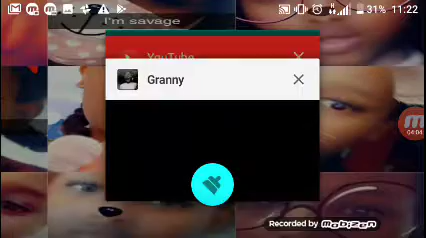 31% 11:22
I'm savage
YouTube
Granny
04:04
Recorded by mobizen